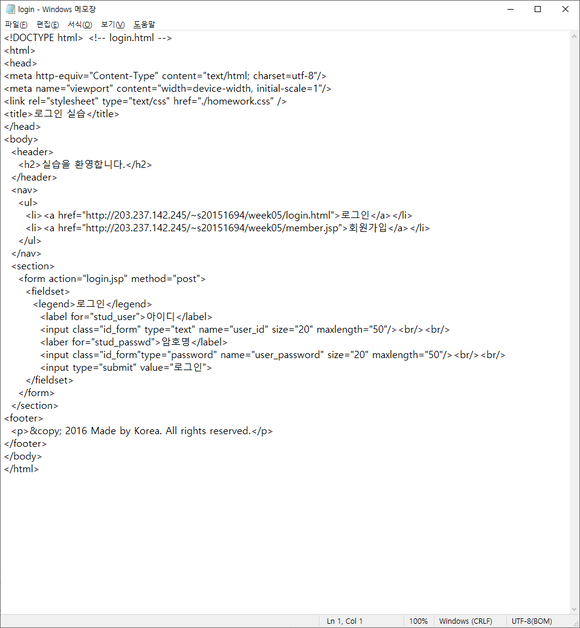 login - Windows 메모장
파일(F) 편집(E) 서식(O) 보기(V) 도움말
<!DOCTYPE html> <!-- login.html -->
<html>
<head>
<meta http-equiv="Content-Type" content="text/html; charset=utf-8"/>
<meta name="viewport" content="width=device-width, initial-scale=1"/>
<link rel="stylesheet" type="text/css" href="./homework.css" />
<title>로그인 실습</title>
</head>
<body>
<header>
<h2>실습을 환영합니다.</h2>
</header>
<nav>
<ul>
<li><a href="http://203.237.142.245/~s20151694/week05/login.html">로그인</a></li>
<li><a href="http://203.237.142.245/~s20151694/week05/member.jsp">회원가입</a></li>
</ul>
</nav>
<section>
<form action="login.jsp" method="post">
<fieldset>
<legend>로그인</legend>
<label for="stud_user">아이디</label>
<input class="id_form" type="text" name="user_id" size="20" maxlength="50"/><br/><br/>
<laber for="stud_passwd">암호명</label>
<input class="id_form"type="password" name="user_password" size="20" maxlength="50"/><br/><br/>
<input type="submit" value="로그인">
</fieldset>
</form>
</section>
<footer>
<p>&copy; 2016 Made by Korea. All rights reserved.</p>
</footer>
</body>
</html>
Ln 1, Col 1 100% Windows (CRLF) UTF-8(BOM)